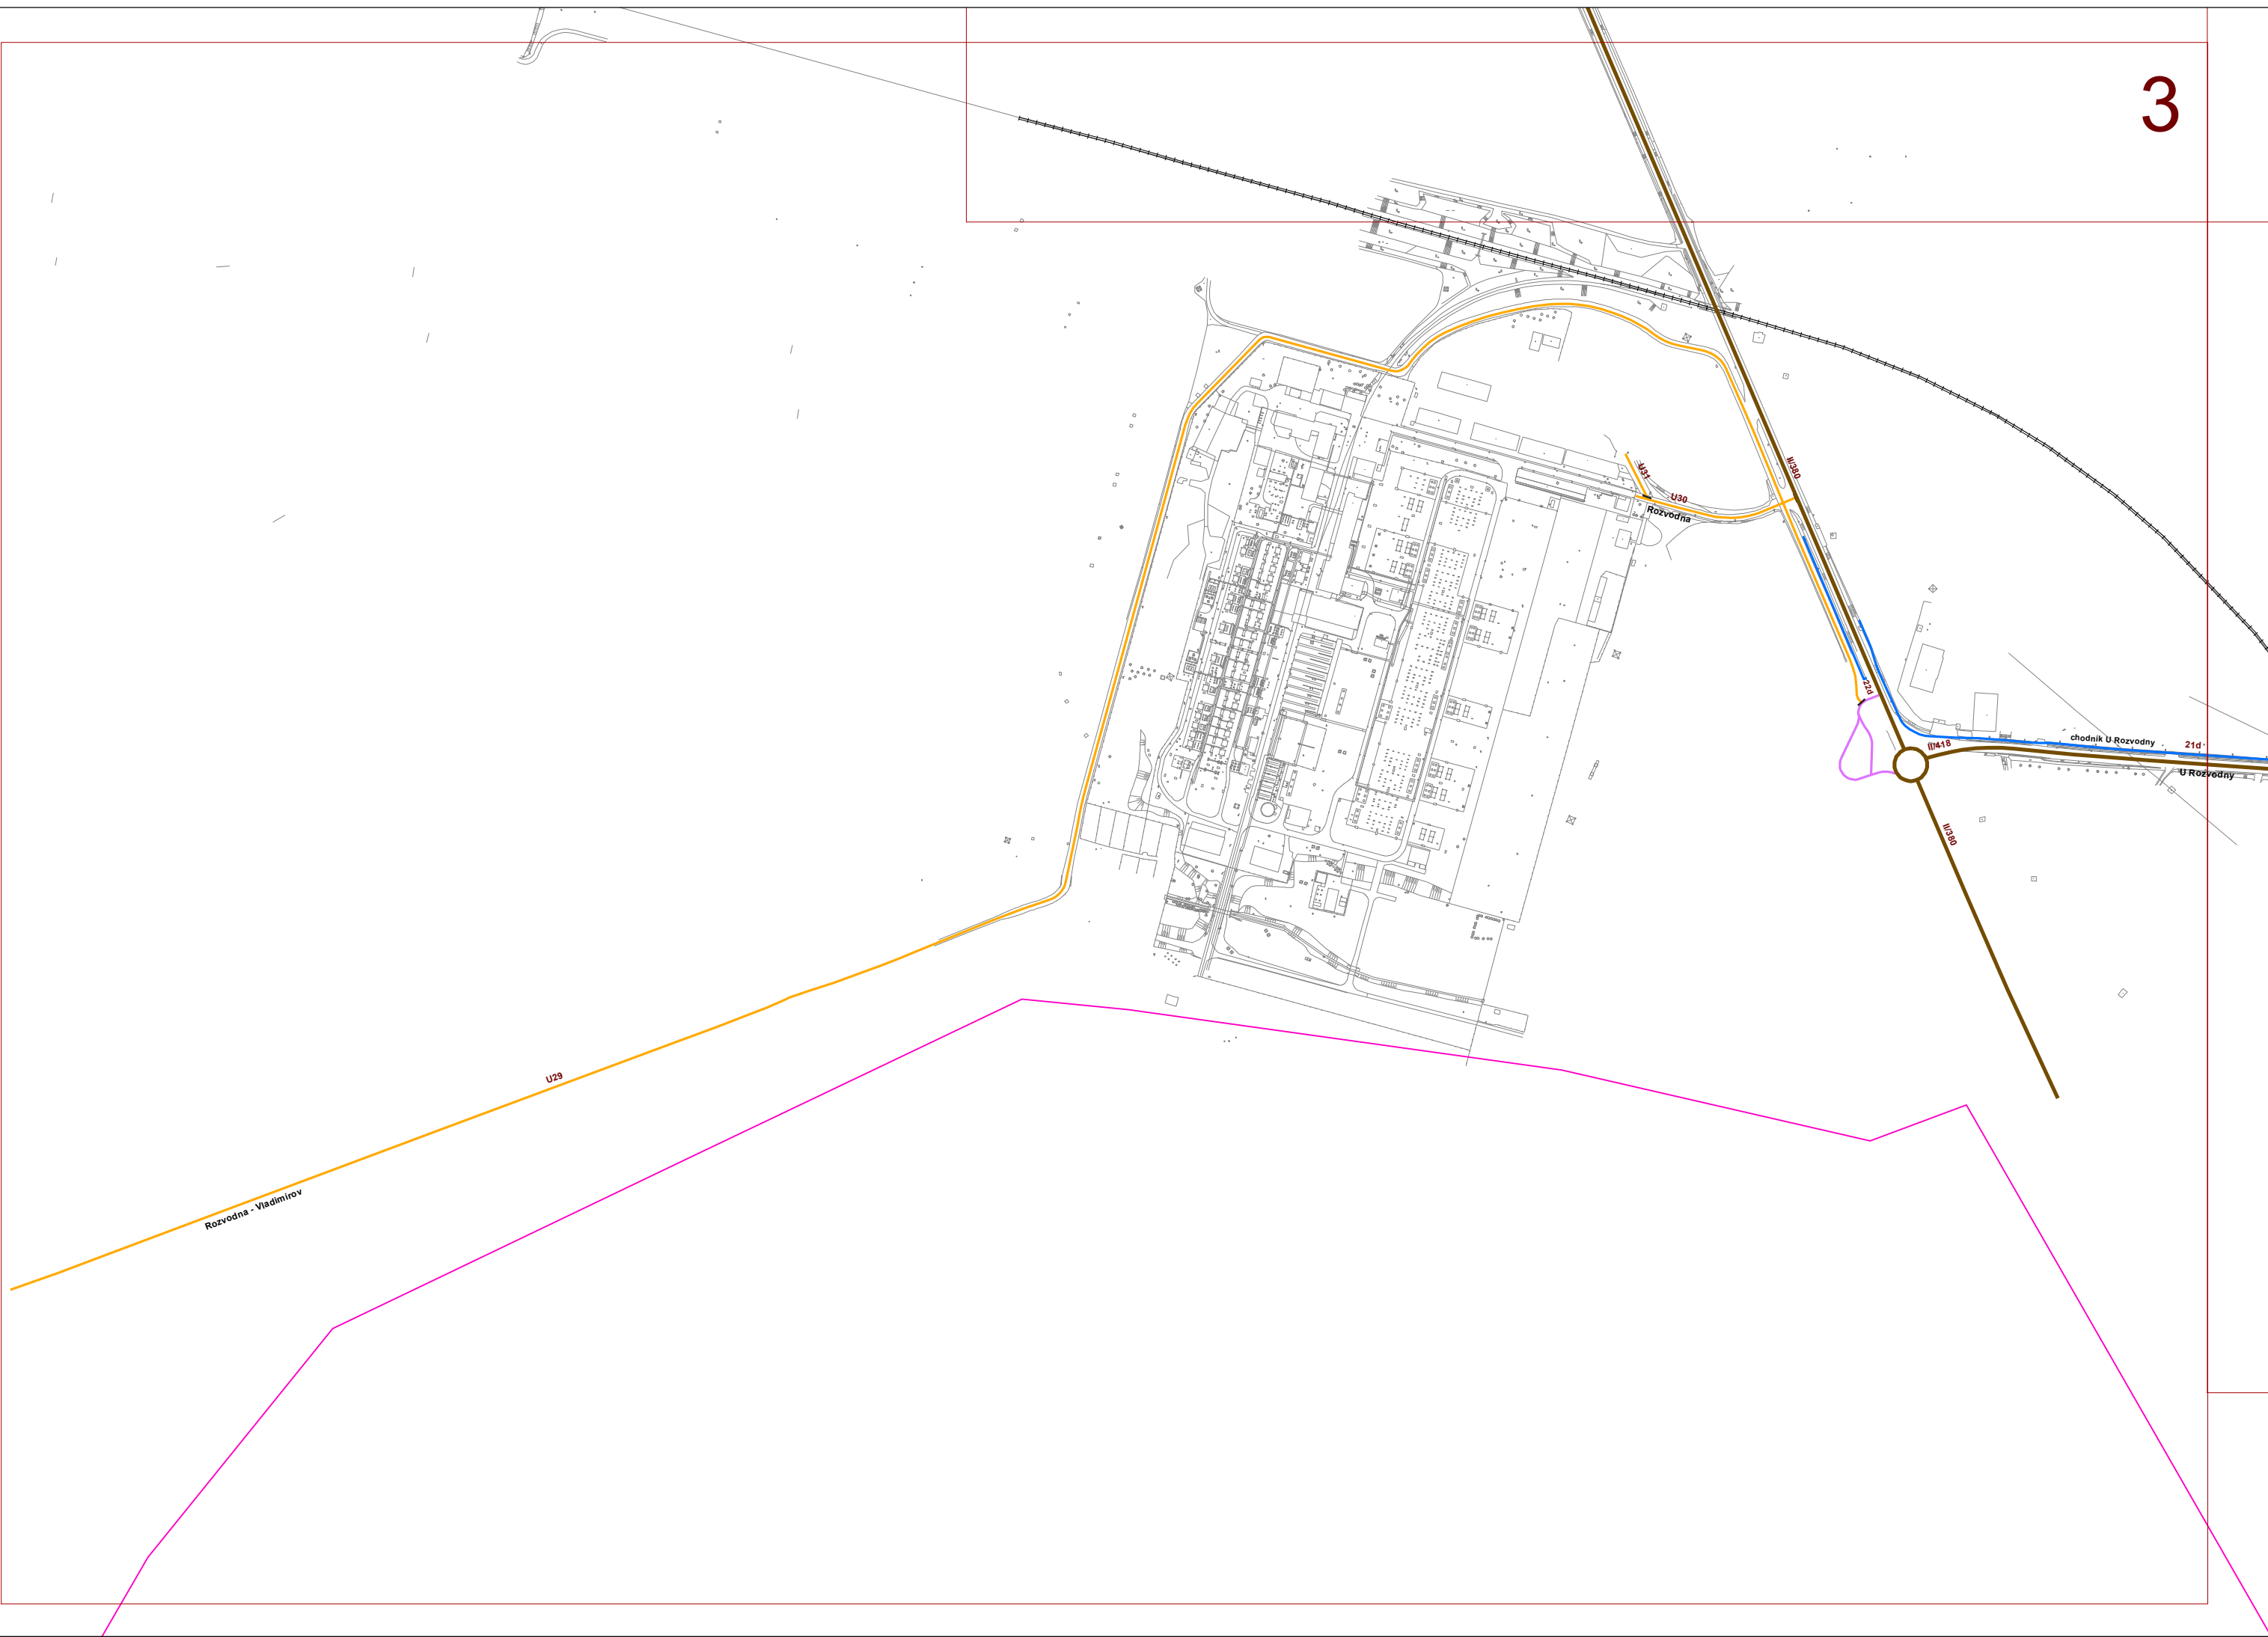 3
II/380
U31
U30
Rozvodna
22d
II/418
chodník U Rozvodny
21d
U Rozvodny
II/380
U29
Rozvodna - Vladimírov